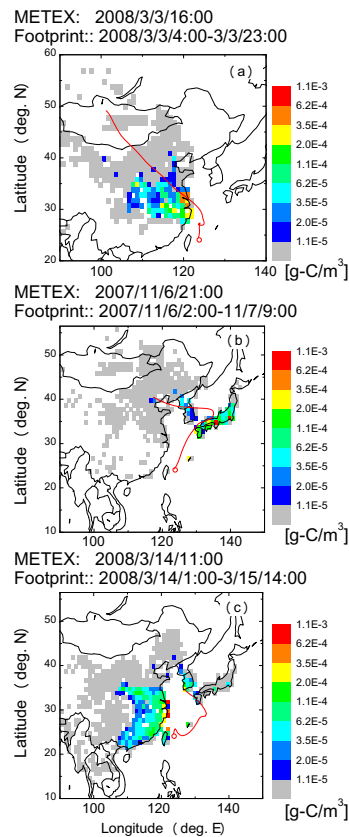 METEX: 2008/3/3/16:00
Footprint:: 2008/3/3/4:00-3/3/23:00
(a)
Latitude (deg. N)
60
50
40
30
20
100
120
140
1.1E-3
6.2E-4
3.5E-4
2.0E-4
1.1E-4
6.2E-5
3.5E-5
2.0E-5
1.1E-5
[g-C/m3]
METEX: 2007/11/6/21:00
Footprint:: 2007/11/6/2:00-11/7/9:00
(b)
Latitude (deg. N)
60
50
40
30
20
10
100
120
140
1.1E-3
6.2E-4
3.5E-4
2.0E-4
1.1E-4
6.2E-5
3.5E-5
2.0E-5
1.1E-5
[g-C/m3]
METEX: 2008/3/14/11:00
Footprint:: 2008/3/14/1:00-3/15/14:00
(c)
Latitude (deg. N)
60
50
40
30
20
10
100
120
140
Longitude (deg. E)
1.1E-3
6.2E-4
3.5E-4
2.0E-4
1.1E-4
6.2E-5
3.5E-5
2.0E-5
1.1E-5
[g-C/m3]